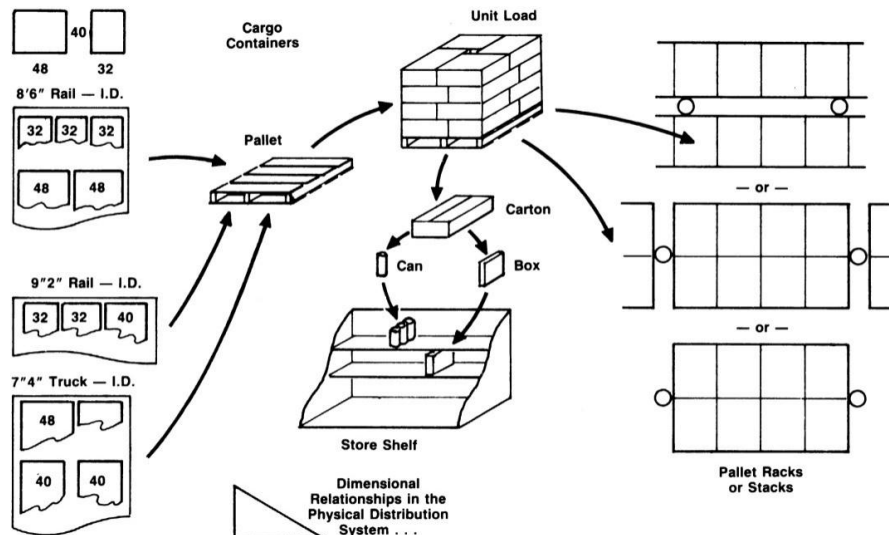 Cargo
Containers
Unit Load
40
48
32
8'6" Rail — I.D.
32
32
32
48
48
Pallet
9"2" Rail — I.D.
32
32
40
7"4" Truck — I.D.
48
40
40
Carton
Can
Box
Store Shelf
— or —
— or —
Pallet Racks
or Stacks
Dimensional
Relationships in the
Physical Distribution
System . . .